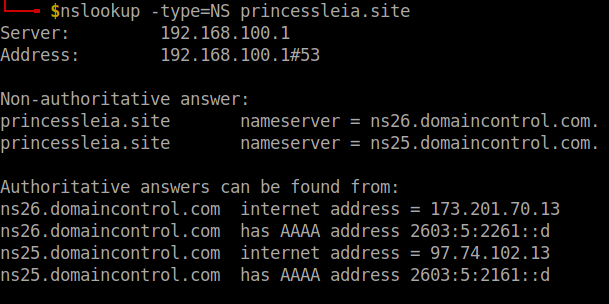 $nslookup -type=NS princessleia.site
Server: 192.168.100.1
Address: 192.168.100.1#53
Non-authoritative answer:
princessleia.site nameserver = ns26.domaincontrol.com.
princessleia.site nameserver = ns25.domaincontrol.com.
Authoritative answers can be found from:
ns26.domaincontrol.com internet address = 173.201.70.13
ns26.domaincontrol.com has AAAA address 2603:5:2261::d
ns25.domaincontrol.com internet address = 97.74.102.13
ns25.domaincontrol.com has AAAA address 2603:5:2161::d